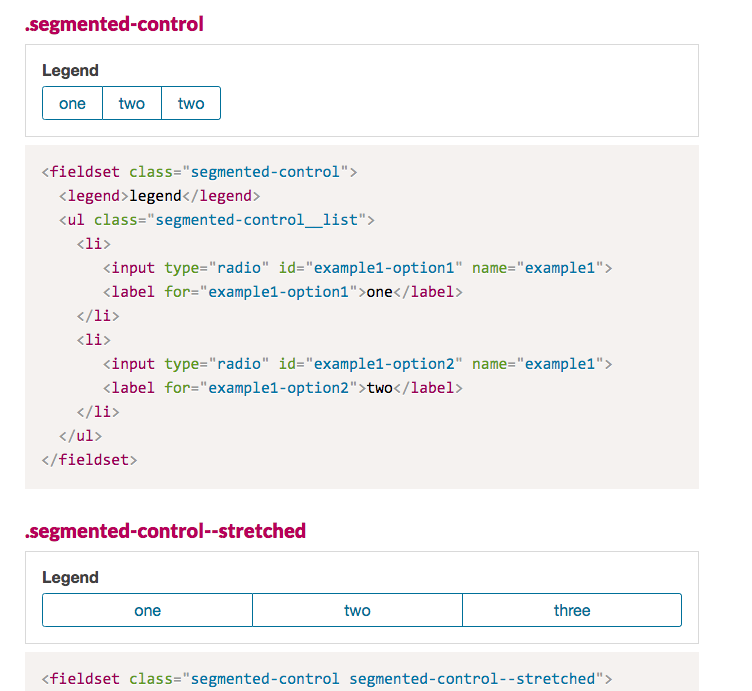 .segmented-control
Legend
one two two
<fieldset class="segmented-control">
<legend>legend</legend>
<ul class="segmented-control__list">
<li>
<input type="radio" id="example1-option1" name="example1">
<label for="example1-option1">one</label>
</li>
<li>
<input type="radio" id="example1-option2" name="example1">
<label for="example1-option2">two</label>
</li>
</ul>
</fieldset>
.segmented-control--stretched
Legend
one two three
<fieldset class="segmented-control segmented-control--stretched">